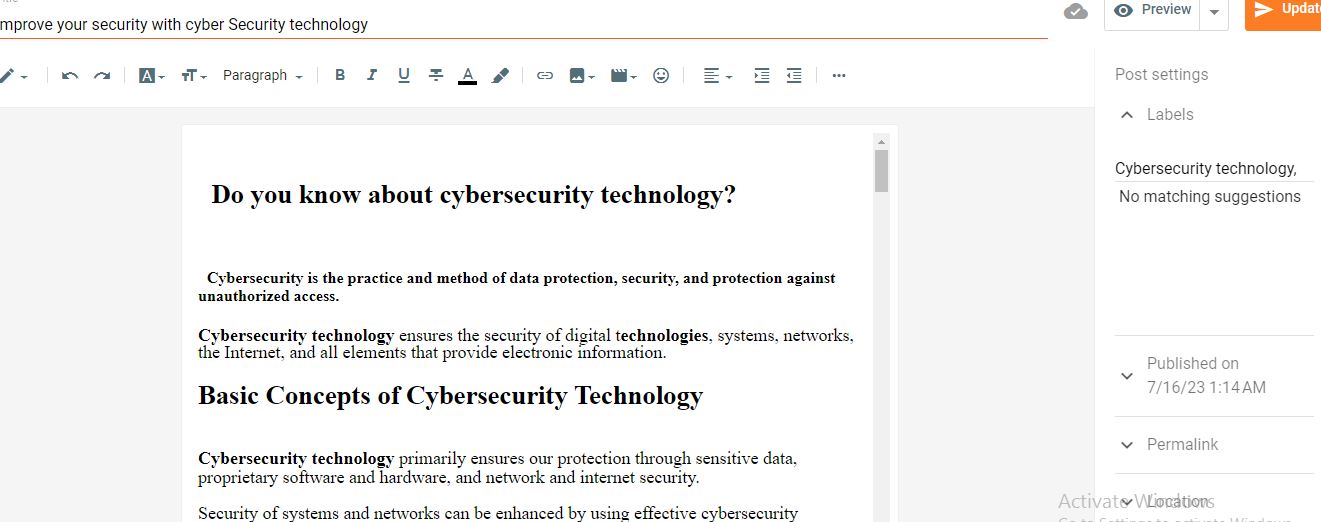 mprove your security with cyber Security technology
Preview
Updat
Paragraph
B I U A
Post settings
Labels
Cybersecurity technology,
No matching suggestions
Do you know about cybersecurity technology?
Cybersecurity is the practice and method of data protection, security, and protection against
unauthorized access.
Cybersecurity technology ensures the security of digital technologies, systems, networks,
the Internet, and all elements that provide electronic information.
Basic Concepts of Cybersecurity Technology
Cybersecurity technology primarily ensures our protection through sensitive data,
proprietary software and hardware, and network and internet security.
Security of systems and networks can be enhanced by using effective cybersecurity
Published on
7/16/23 1:14 AM
Permalink
Location
Activate Windows